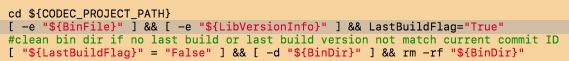 cd ${CODEC_PROJECT_PATH}
[ -e "${BinFile}" ] && [ -e "${LibVersionInfo}" ] && LastBuildFlag="True"
#clean bin dir if no last build or last build version not match current commit ID
[ "${LastBuildFlag}" = "False" ] && [ -d "${BinDir}" ] && rm -rf "${BinDir}"